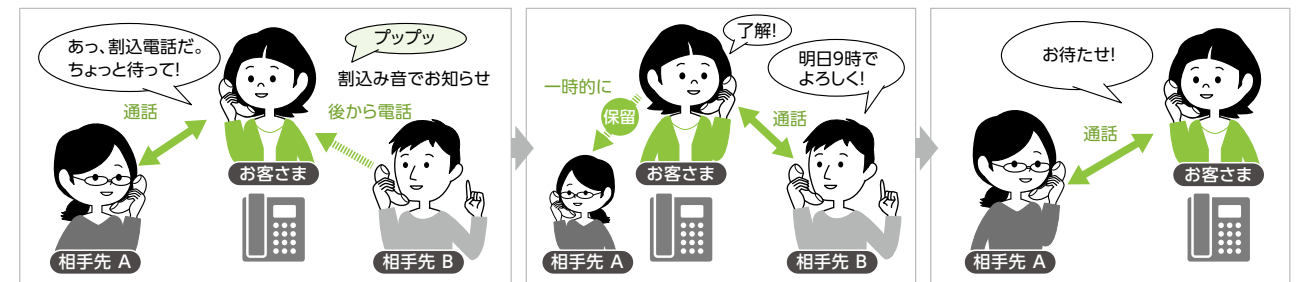 あっ、割込電話だ。
ちょっと待って!
プップッ
割込み音でお知らせ
通話
後から電話
お客さま
相手先 A
相手先 B
了解!
明日9時で
よろしく!
一時的に
保留
通話
お客さま
相手先 A
相手先 B
お待たせ!
通話
お客さま
相手先 A